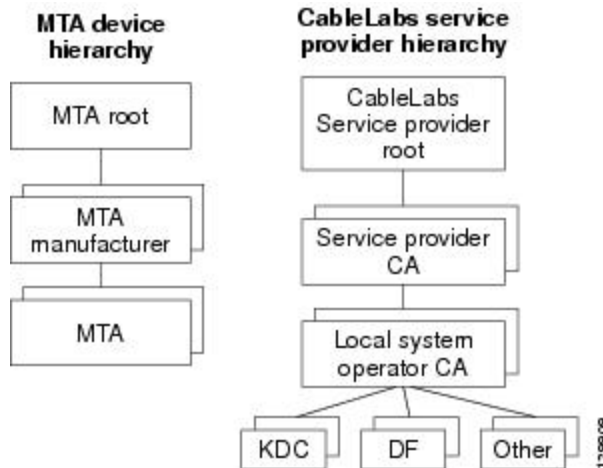 MTA device
hierarchy
MTA root
MTA
manufacturer
MTA
CableLabs service
provider hierarchy
CableLabs
Service provider
root
Service provider
CA
Local system
operator CA
KDC
DF
Other